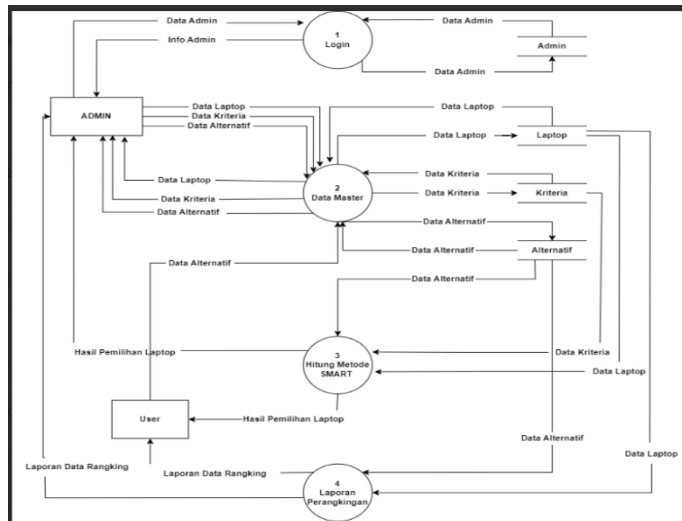 Data Admin
Info Admin
1
Login
Data Admin
Admin
Data Admin
ADMIN
Data Laptop
Data Kriteria
Data Alternatif
Data Laptop
Data Laptop
Laptop
Data Laptop
Data Kriteria
Data Alternatif
2
Data Master
Data Kriteria
Data Kriteria
Kriteria
Data Alternatif
Data Alternatif
Alternatif
Data Alternatif
Data Alternatif
Hasil Pemilihan Laptop
3
Hitung Metode
SMART
Data Kriteria
Data Laptop
User
Hasil Pemilihan Laptop
Data Alternatif
Data Laptop
Laporan Data Rangking
Laporan Data Rangking
4
Laporan
Perangkingan